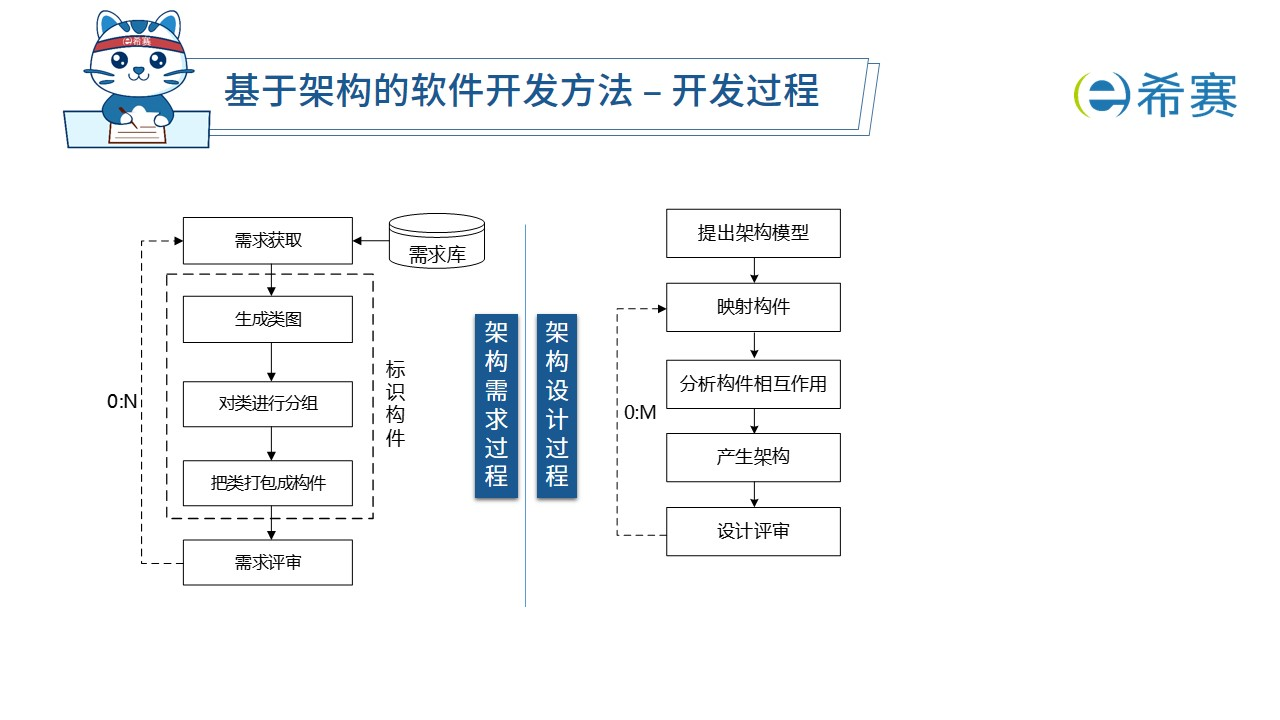 希赛
基于架构的软件开发方法 – 开发过程
希赛
需求获取
需求库
生成类图
对类进行分组
把类打包成构件
标识构件
需求评审
0:N
架构需求过程
架构设计过程
提出架构模型
映射构件
分析构件相互作用
0:M
产生架构
设计评审